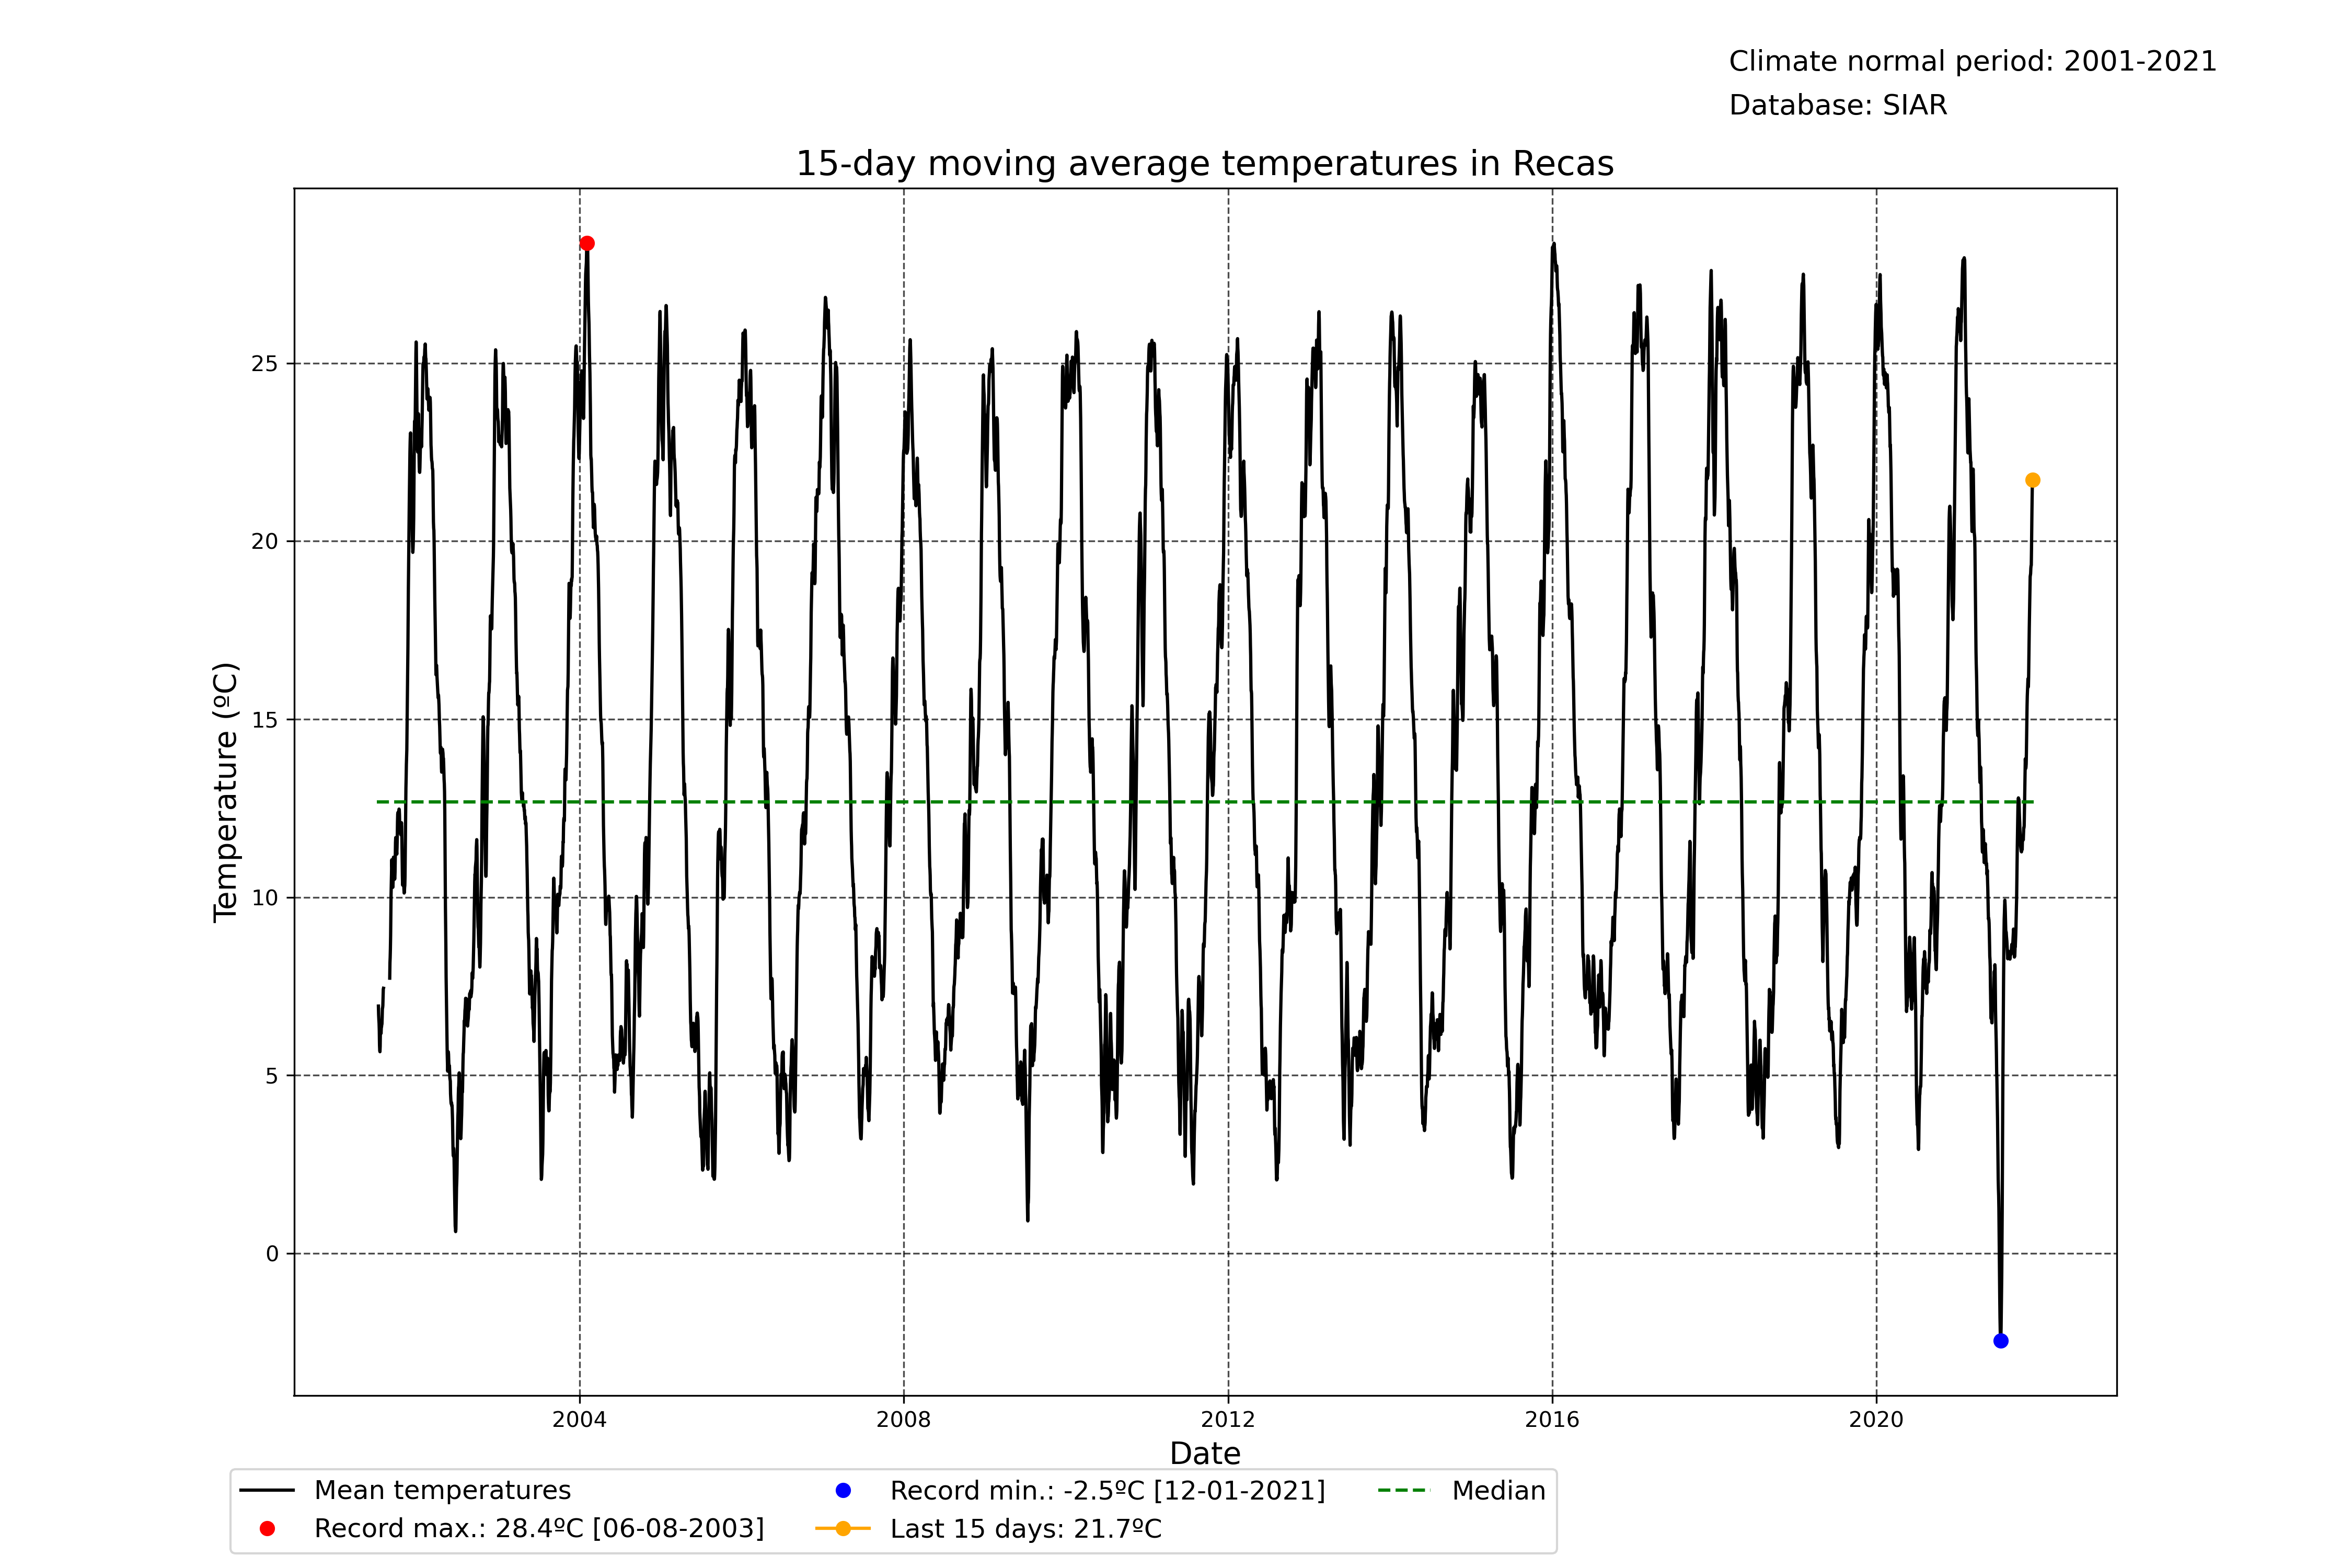 Climate normal period: 2001-2021
Database: SIAR
15-day moving average temperatures in Recas
Temperature (ºC)
25
20
15
10
5
0
2004
2008
2012
2016
2020
Date
Mean temperatures
Record max.: 28.4ºC [06-08-2003]
Record min.: -2.5ºC [12-01-2021]
Last 15 days: 21.7ºC
Median